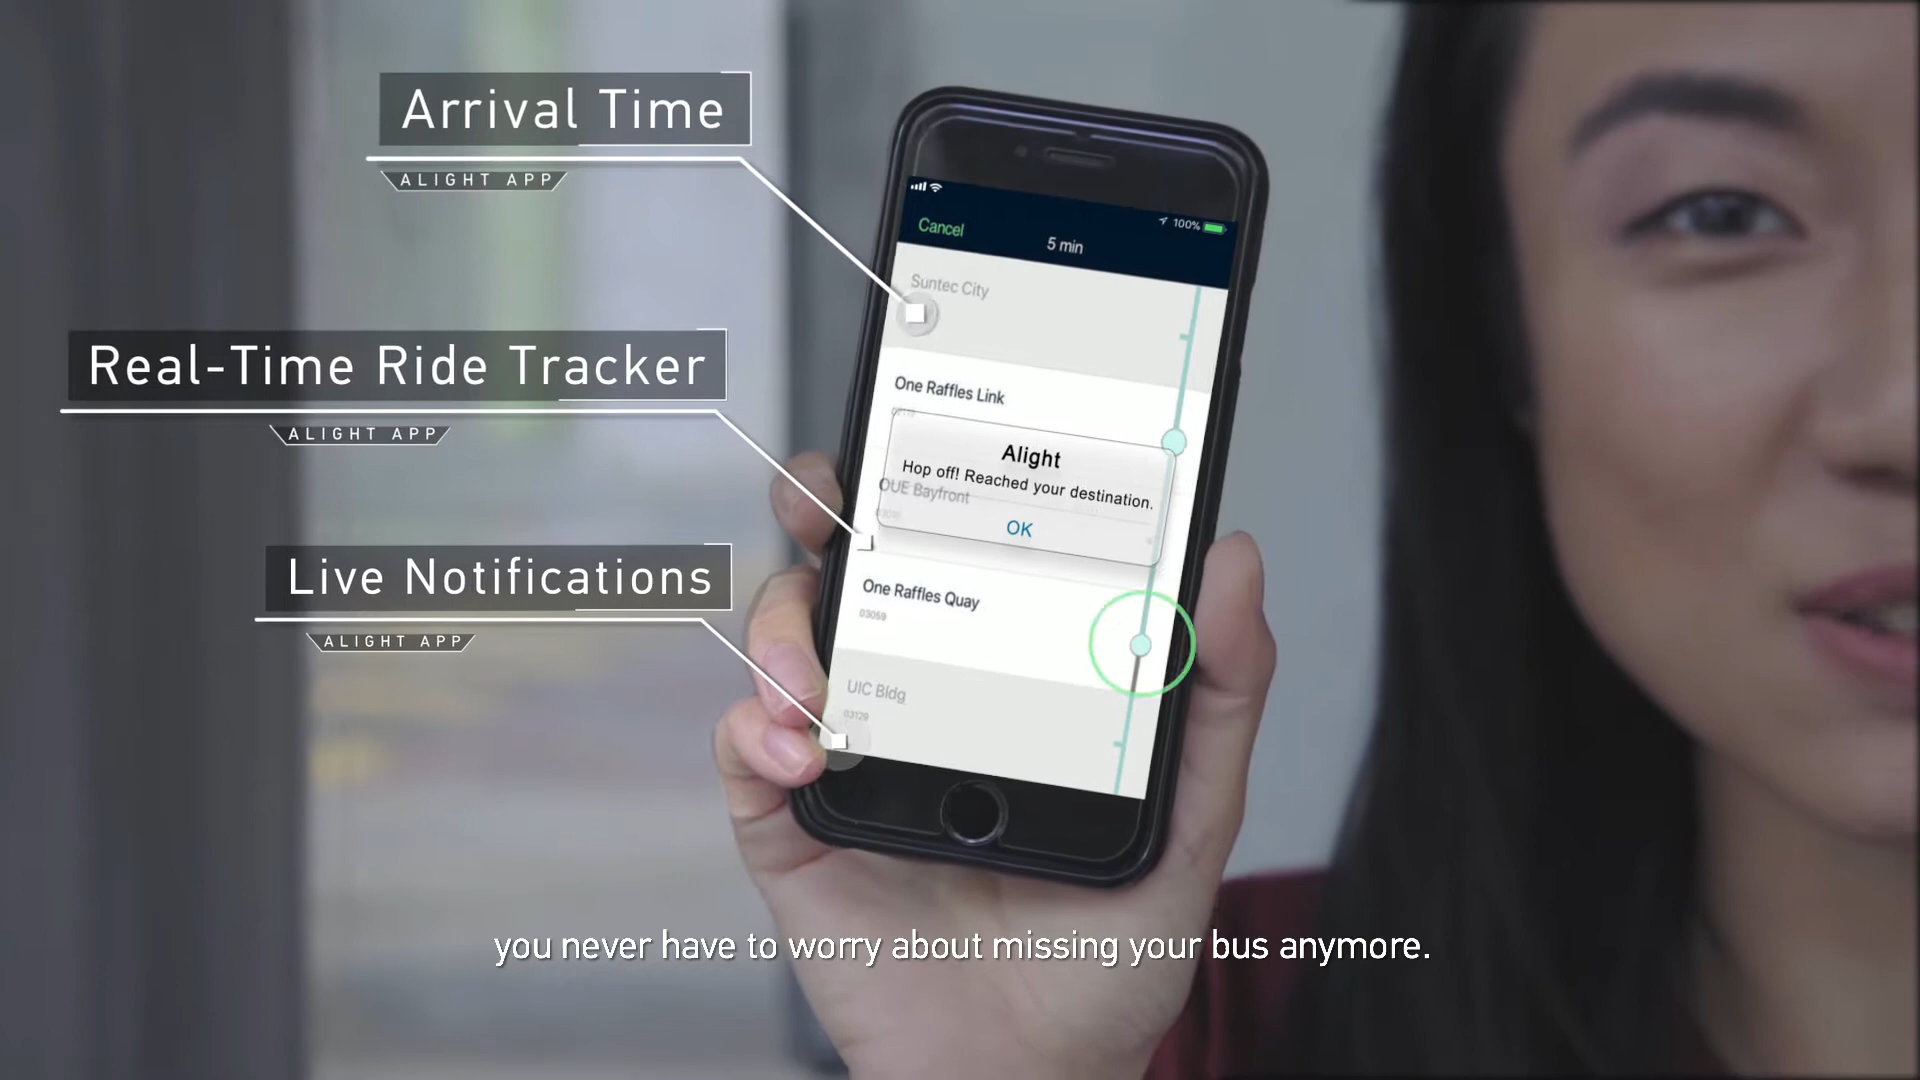 Arrival Time
ALIGHT APP
Real-Time Ride Tracker
ALIGHT APP
Live Notifications
ALIGHT APP
100%
Cancel
5 min
Suntec City
One Raffles Link
Alight
Hop off! Reached your destination.
OUE Bayfront
OK
One Raffles Quay
03059
UIC Bldg
03129
you never have to worry about missing your bus anymore.